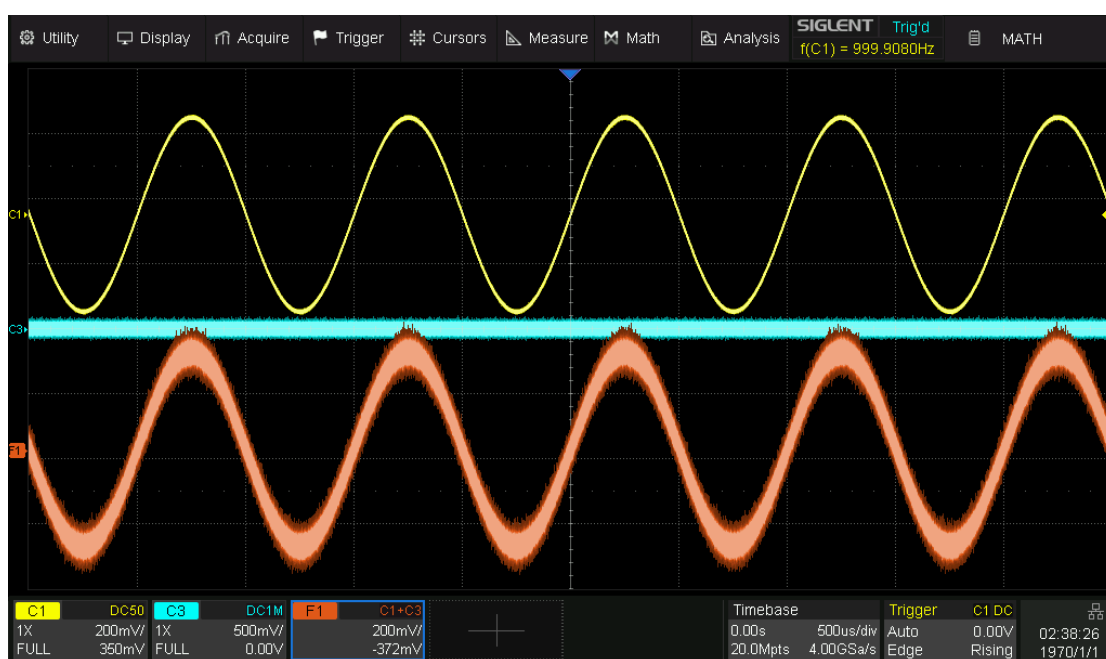 Utility Display Acquire Trigger Cursors Measure Math Analysis SIGLENT Trig'd MATH
f(C1) = 999.9080Hz
C1
C3
F1
C1 DC50 C3 DC1M F1 C1+C3 Timebase Trigger C1 DC
1X 200mV/ 1X 500mV/ 200mV/ 0.00s 500us/div Auto 0.00V 02:38:26
FULL 350mV FULL 0.00V -372mV 20.0Mpts 4.00GSa/s Edge Rising 1970/1/1